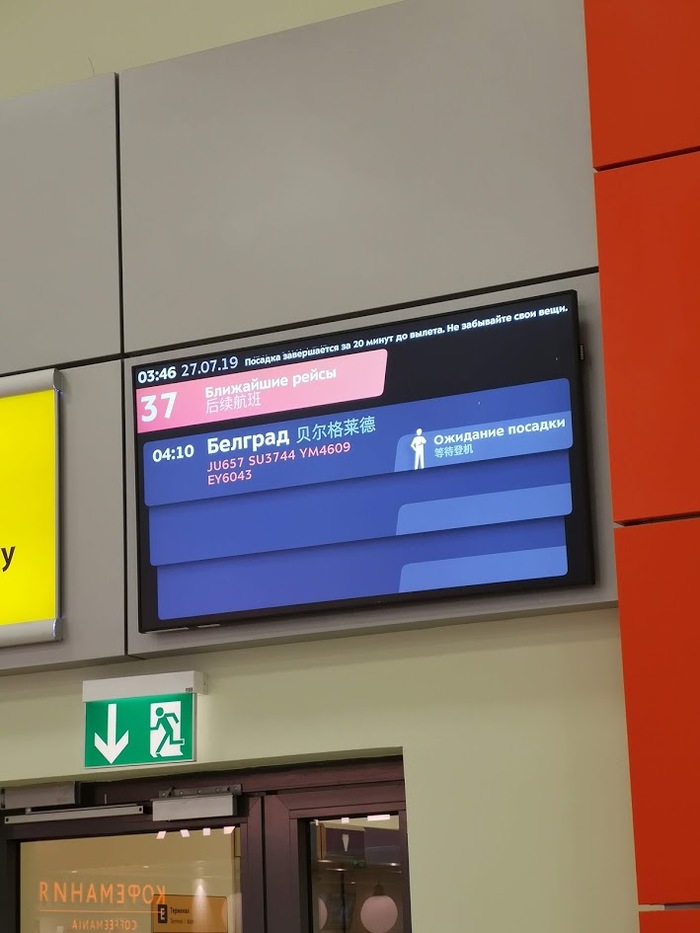 03:46 27.07.19 Посадка завершается за 20 минут до вылета. Не забывайте свои вещи.
37 Ближайшие рейсы
后续航班
04:10 Белград 贝尔格莱德
JU657 SU3744 YM4609
EY6043
Ожидание посадки
等待登机
y
КОФЕМАНИЯ
COFFEEMANIA
E Терминал